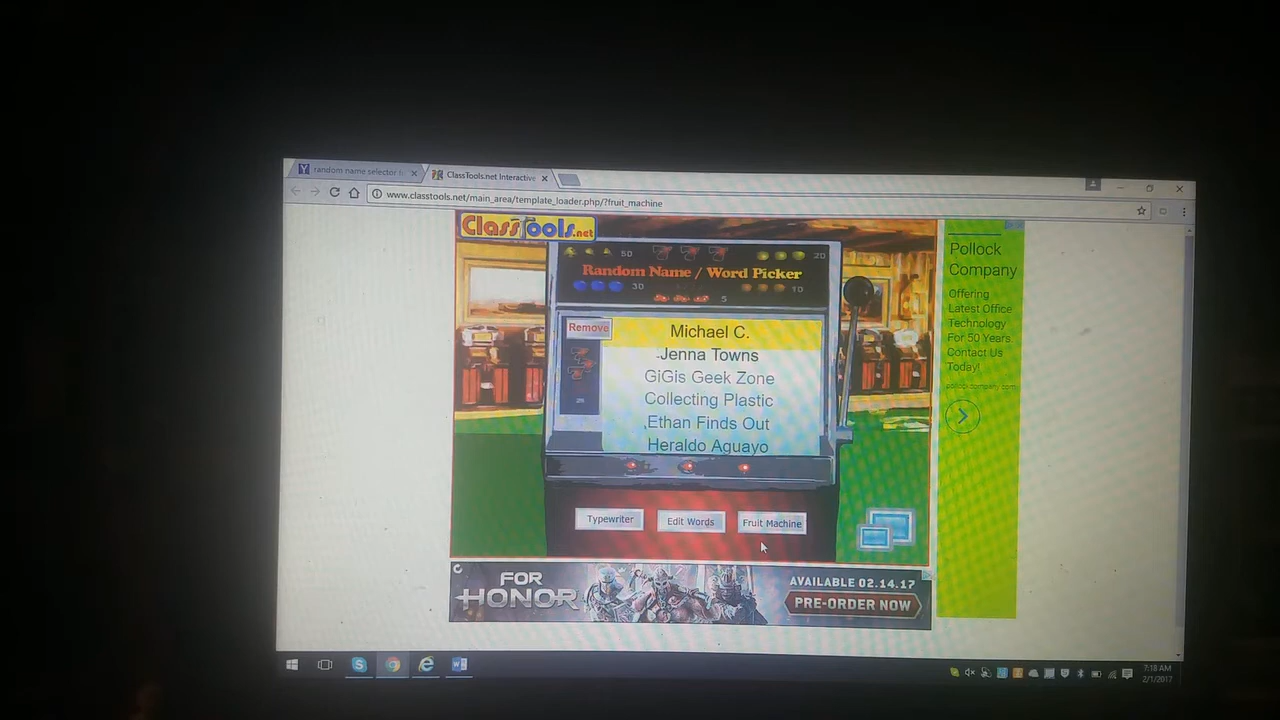 random name selector
ClassTools.net Interactive
www.classtools.net/main_area/template_loader.php/?fruit_machine
ClassTools.net
50
20
Random Name / Word Picker
30
10
5
Remove
Michael C.
Jenna Towns
GiGis Geek Zone
Collecting Plastic
Ethan Finds Out
Heraldo Aguayo
Typewriter
Edit Words
Fruit Machine
Pollock
Company
Offering
Latest Office
Technology
For 50 Years.
Contact Us
Today!
pollockcompany.com
FOR
HONOR
AVAILABLE 02.14.17
PRE-ORDER NOW
7:18 AM
2/1/2017